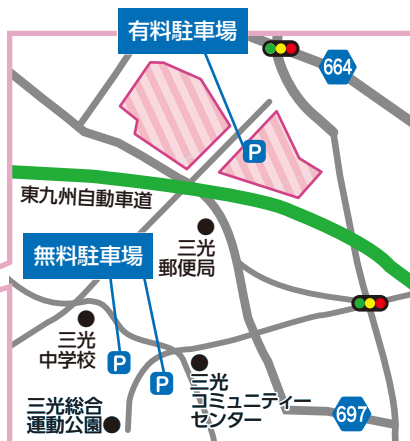 有料駐車場
664
P
東九州自動車道
三光
郵便局
無料駐車場
三光
中学校
P
P
三光
コミュニティー
センター
三光総合
運動公園
697